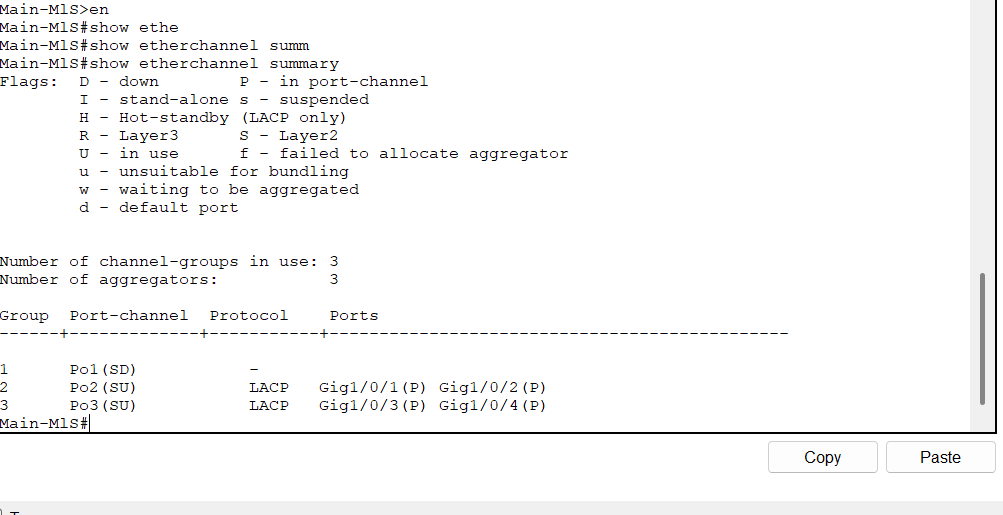 Main-MlS>en
Main-MlS#show ethe
Main-MlS#show etherchannel summ
Main-MlS#show etherchannel summary
Flags:  D - down        P - in port-channel
        I - stand-alone s - suspended
        H - Hot-standby (LACP only)
        R - Layer3      S - Layer2
        U - in use      f - failed to allocate aggregator
        u - unsuitable for bundling
        w - waiting to be aggregated
        d - default port
Number of channel-groups in use: 3
Number of aggregators:           3
Group  Port-channel  Protocol    Ports
------+-------------+-----------+----------------------------------------------
1      Po1(SD)           -
2      Po2(SU)           LACP   Gig1/0/1(P) Gig1/0/2(P)
3      Po3(SU)           LACP   Gig1/0/3(P) Gig1/0/4(P)
Main-MlS#
Copy Paste